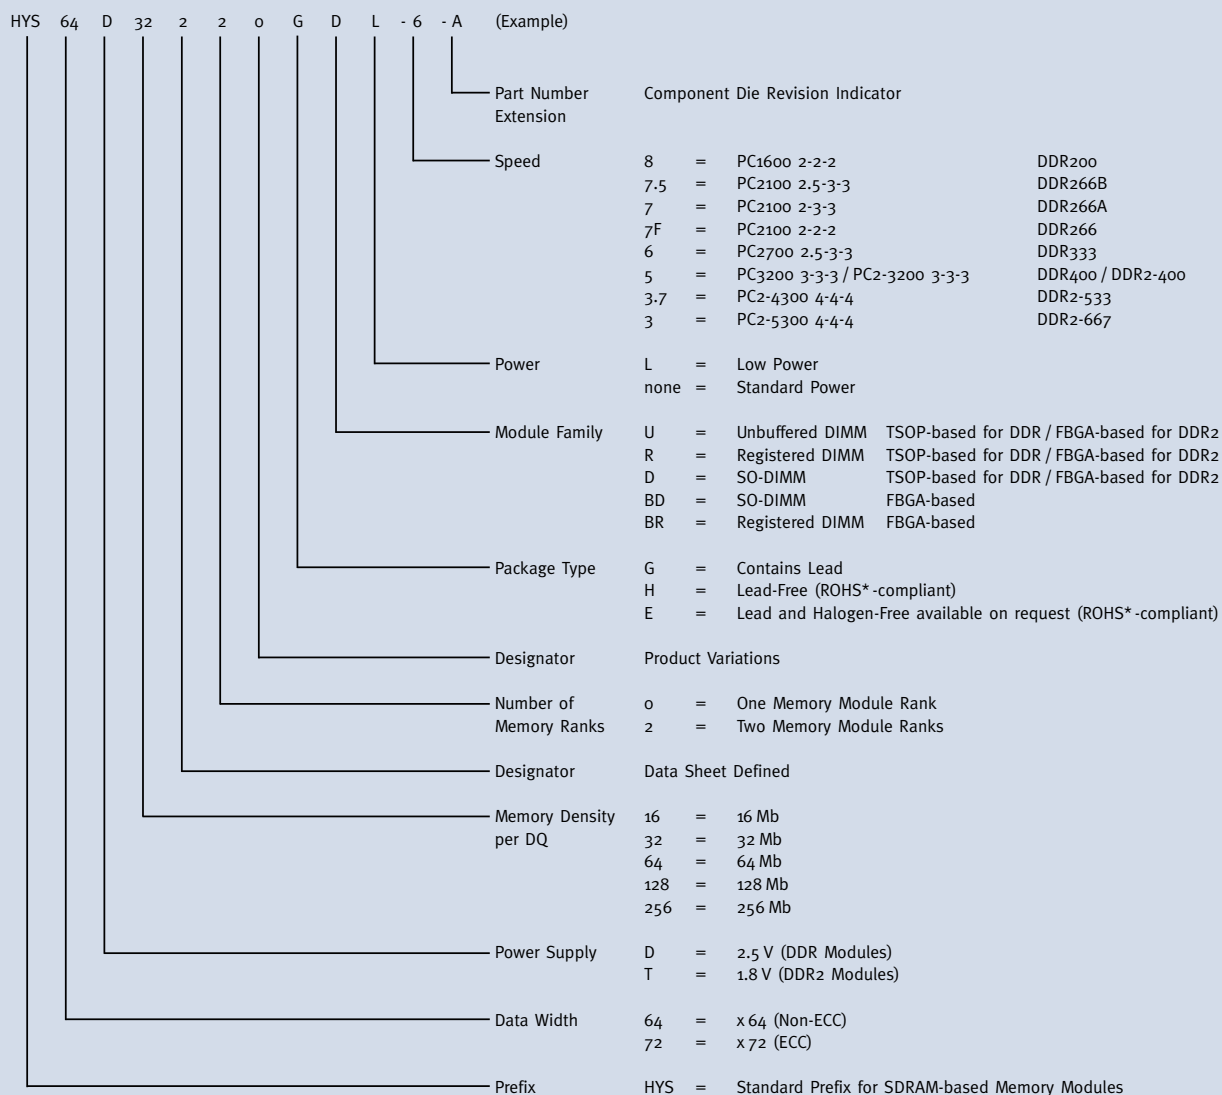 HYS 64 D 32 2 2 0 G D L - 6 - A (Example)
Part Number Component Die Revision Indicator
Extension
Speed 8 = PC1600 2-2-2 DDR200
7.5 = PC2100 2.5-3-3 DDR266B
7 = PC2100 2-3-3 DDR266A
7F = PC2100 2-2-2 DDR266
6 = PC2700 2.5-3-3 DDR333
5 = PC3200 3-3-3 / PC2-3200 3-3-3 DDR400 / DDR2-400
3.7 = PC2-4300 4-4-4 DDR2-533
3 = PC2-5300 4-4-4 DDR2-667
Power L = Low Power
none = Standard Power
Module Family U = Unbuffered DIMM TSOP-based for DDR / FBGA-based for DDR2
R = Registered DIMM TSOP-based for DDR / FBGA-based for DDR2
D = SO-DIMM TSOP-based for DDR / FBGA-based for DDR2
BD = SO-DIMM FBGA-based
BR = Registered DIMM FBGA-based
Package Type G = Contains Lead
H = Lead-Free (ROHS*-compliant)
E = Lead and Halogen-Free available on request (ROHS*-compliant)
Designator Product Variations
Number of 0 = One Memory Module Rank
Memory Ranks 2 = Two Memory Module Ranks
Designator Data Sheet Defined
Memory Density 16 = 16 Mb
per DQ 32 = 32 Mb
64 = 64 Mb
128 = 128 Mb
256 = 256 Mb
Power Supply D = 2.5 V (DDR Modules)
T = 1.8 V (DDR2 Modules)
Data Width 64 = x 64 (Non-ECC)
72 = x 72 (ECC)
Prefix HYS = Standard Prefix for SDRAM-based Memory Modules